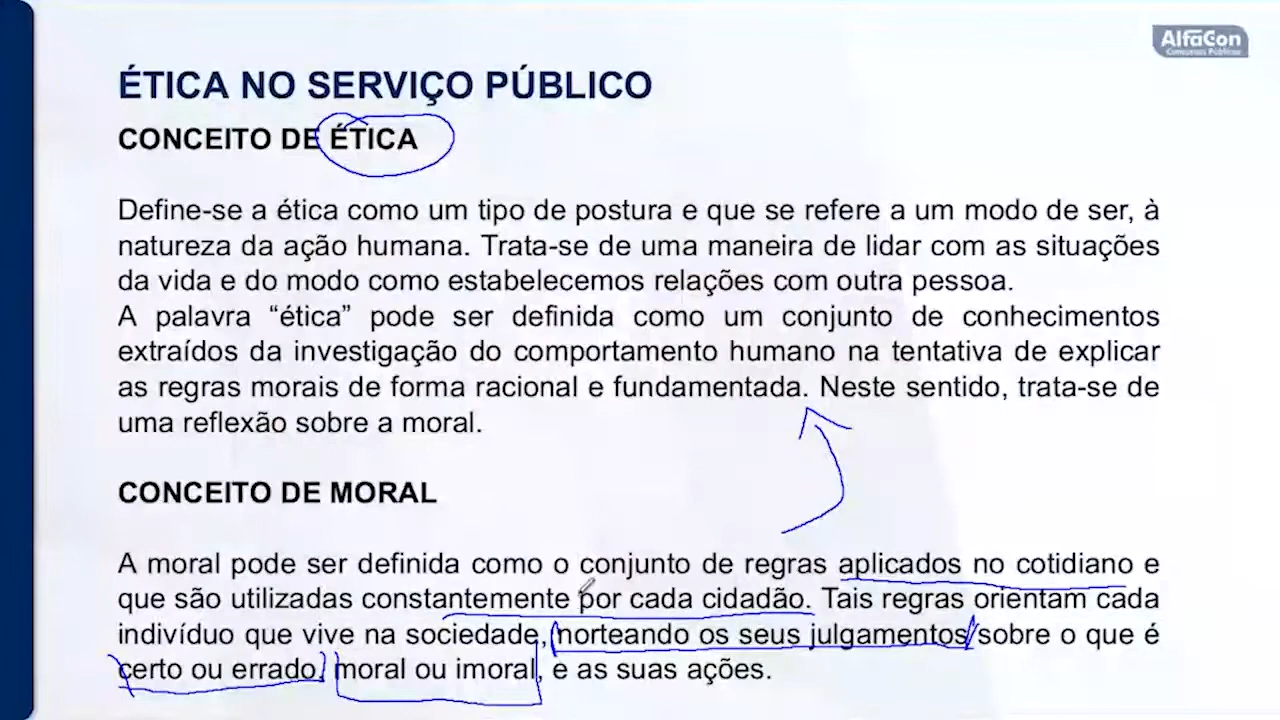 AlfaCon
Concursos Públicos
ÉTICA NO SERVIÇO PÚBLICO
CONCEITO DE ÉTICA
Define-se a ética como um tipo de postura e que se refere a um modo de ser, à
natureza da ação humana. Trata-se de uma maneira de lidar com as situações
da vida e do modo como estabelecemos relações com outra pessoa.
A palavra “ética” pode ser definida como um conjunto de conhecimentos
extraídos da investigação do comportamento humano na tentativa de explicar
as regras morais de forma racional e fundamentada. Neste sentido, trata-se de
uma reflexão sobre a moral.
CONCEITO DE MORAL
A moral pode ser definida como o conjunto de regras aplicados no cotidiano e
que são utilizadas constantemente por cada cidadão. Tais regras orientam cada
indivíduo que vive na sociedade, norteando os seus julgamentos sobre o que é
certo ou errado, moral ou imoral, e as suas ações.